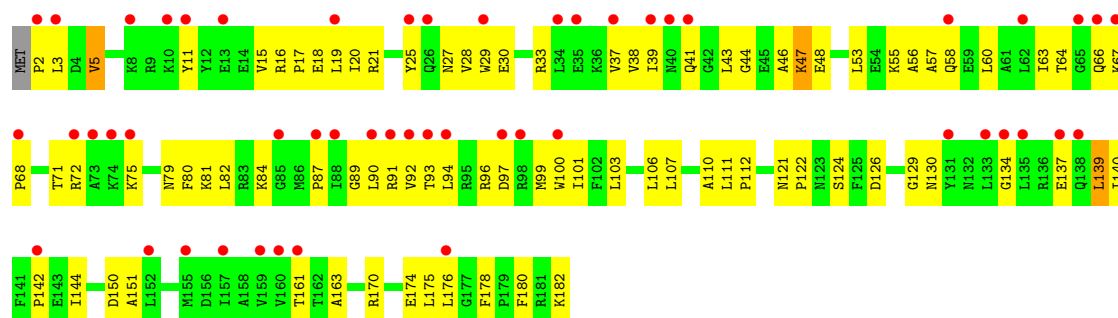 MET P2 L3 D4 V5 K8 R9 K10 Y11 Y12 E13 E14 V15 R16 P17 E18 L19 I20 R21 Y25 Q26 N27 V28 W29 E30 R33 L34 E35 K36 V37 V38 I39 N40 Q41 G42 L43 G44 E45 A46 K47 E48 L53 E54 K55 A56 A57 Q58 E59 L60 A61 L62 I63 T64 G65 Q66 K67
P68 T71 R72 A73 K74 K75 N79 F80 K81 L82 R83 K84 G85 M86 P87 I88 G89 L90 R91 V92 T93 L94 R95 R96 D97 R98 M99 W100 I101 F102 L103 L106 L107 A110 L111 P112 N121 P122 N123 S124 F125 D126 G129 N130 Y131 N132 L133 G134 L135 R136 E137 Q138 L139 I140
F141 P142 E143 I144 D150 A151 L152 M155 D156 I157 A158 V159 V160 T161 T162 A163 R170 E174 L175 L176 G177 F178 P179 F180 R181 K182